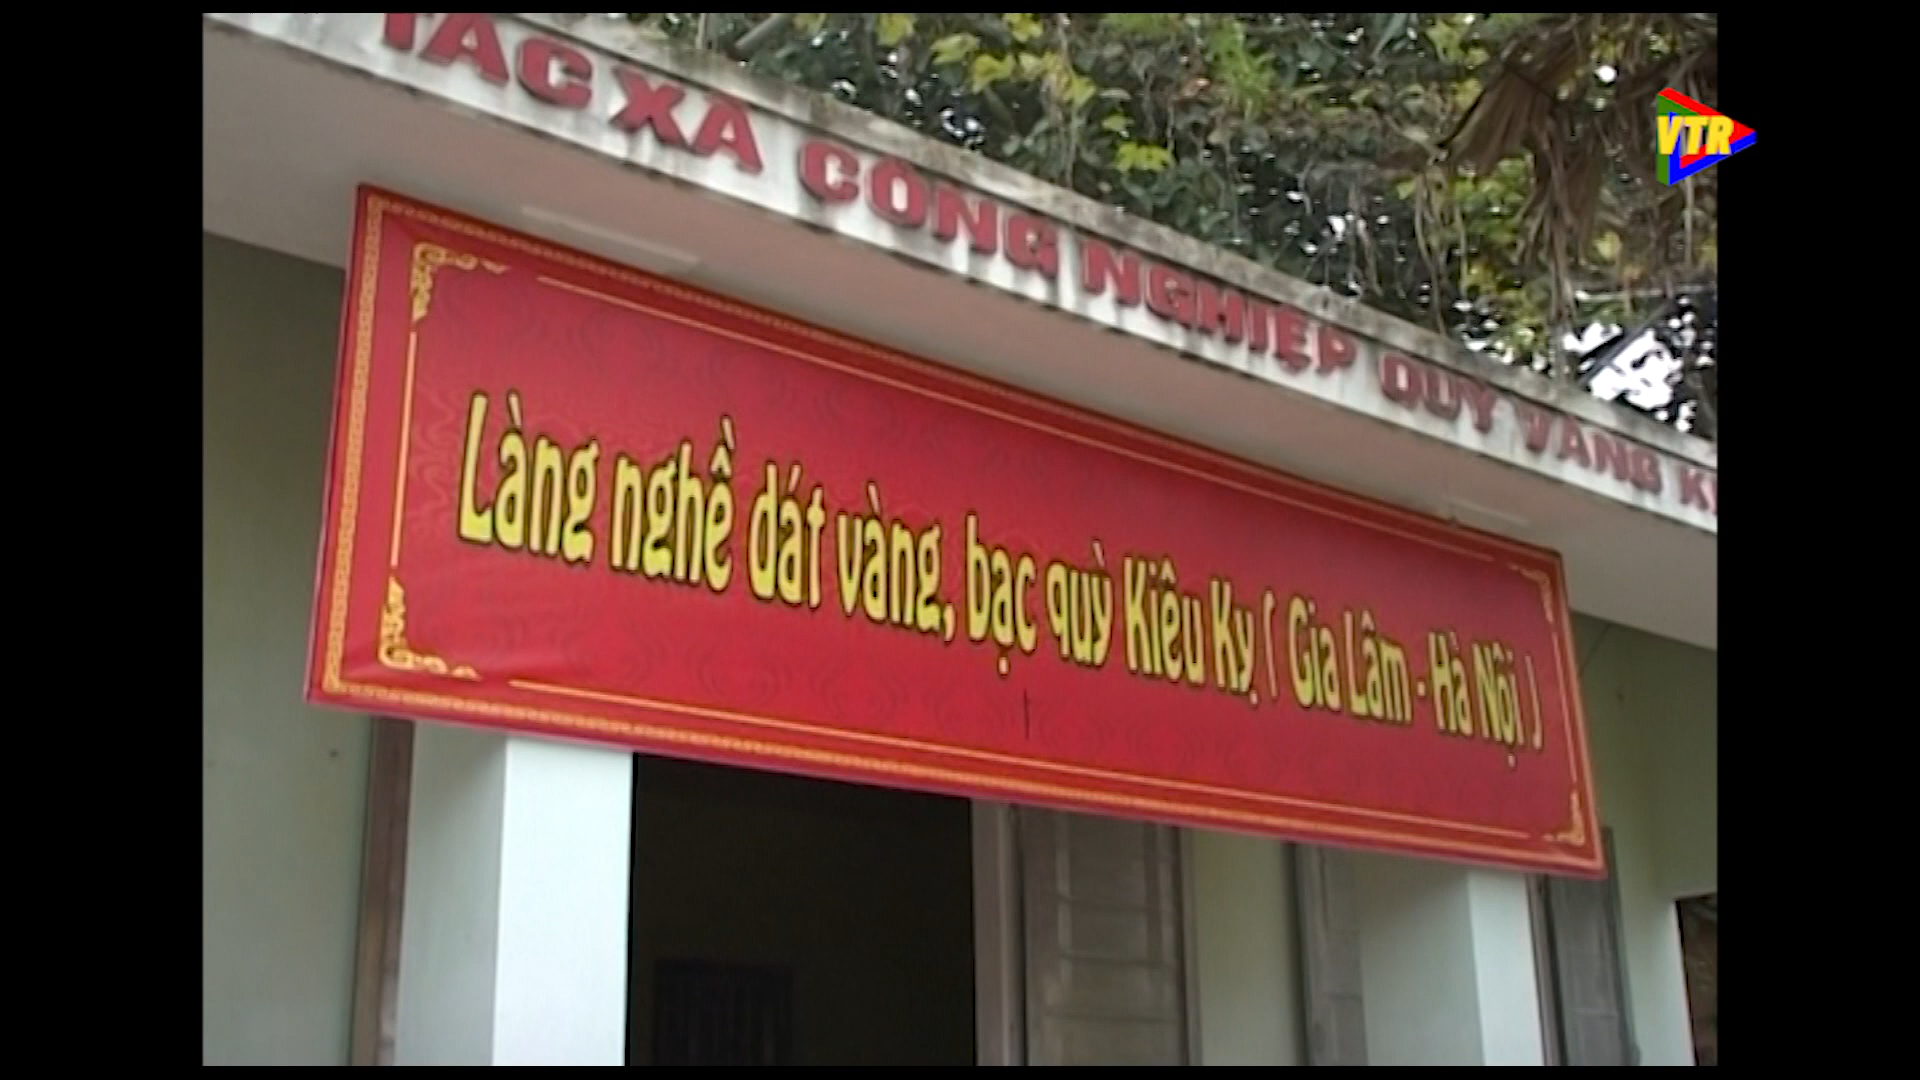 TÁC XÃ CÔNG NGHIỆP QUỲ VÀNG
VTR
Làng nghề dát vàng, bạc quỳ Kiêu Kỵ ( Gia Lâm - Hà Nội )